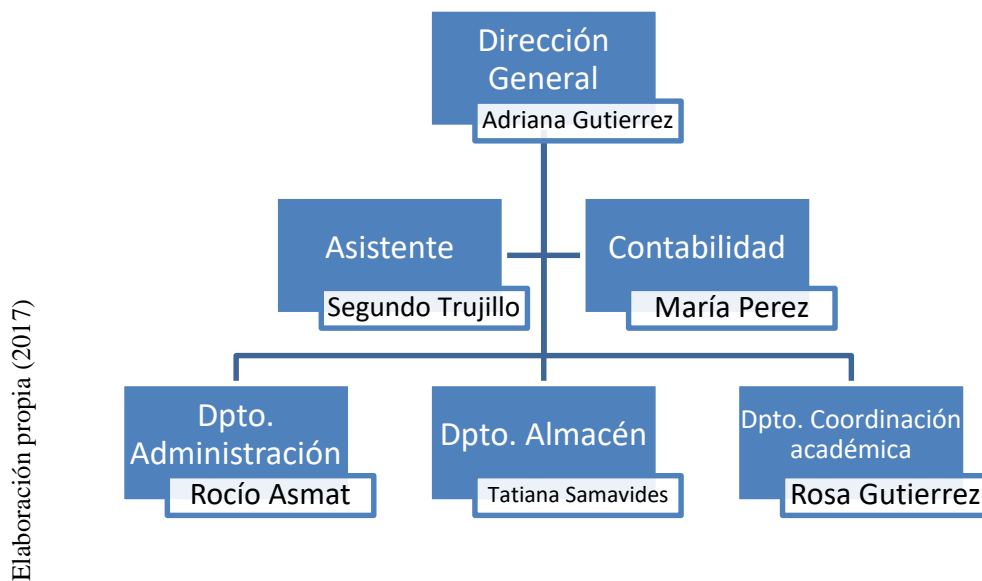 Dirección
General
Adriana Gutierrez
Asistente
Segundo Trujillo
Contabilidad
María Perez
Dpto.
Administración
Rocío Asmat
Dpto. Almacén
Tatiana Samavides
Dpto. Coordinación
académica
Rosa Gutierrez
Elaboración propia (2017)